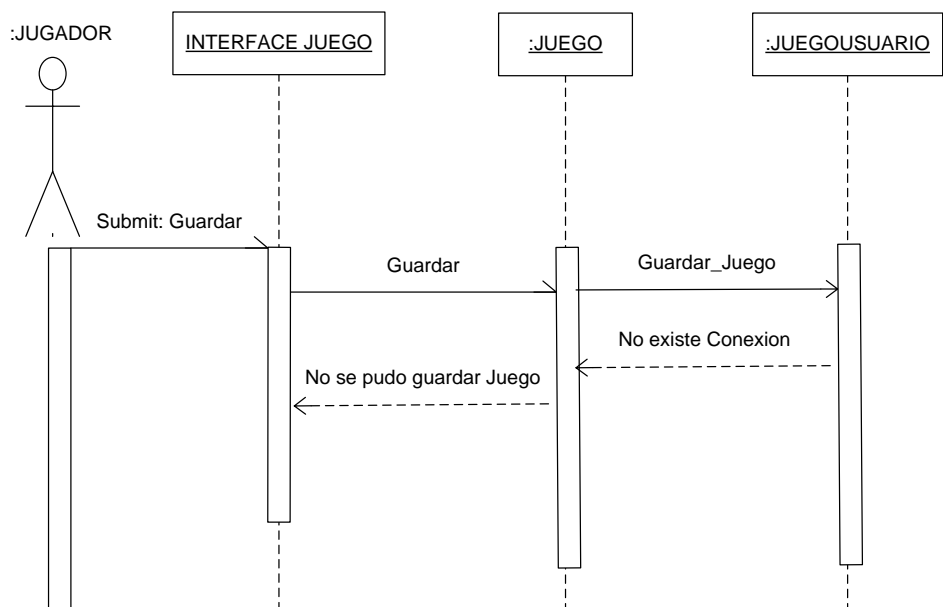 :JUGADOR
INTERFACE JUEGO
:JUEGO
:JUEGOUSUARIO
Submit: Guardar
Guardar
Guardar_Juego
No existe Conexion
No se pudo guardar Juego